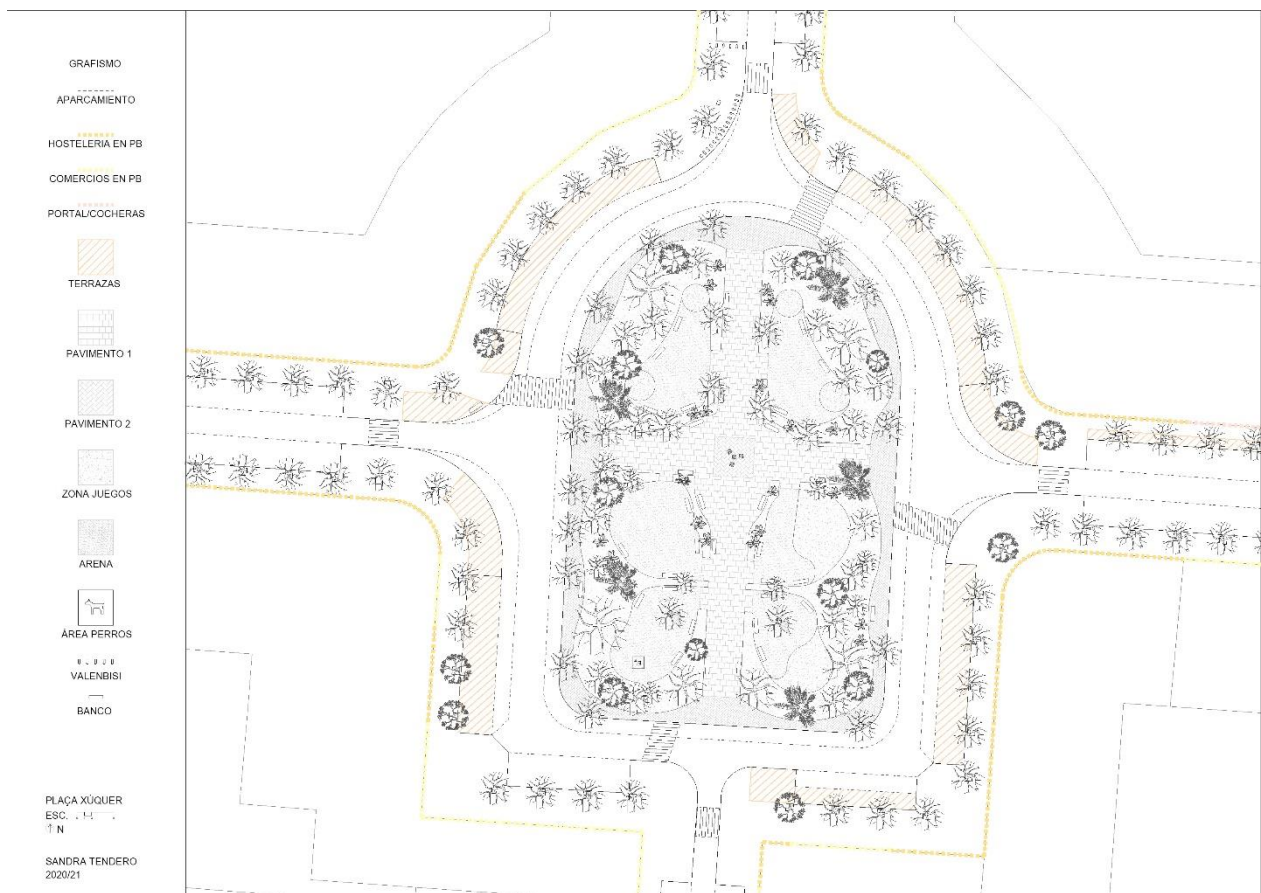 GRAFISMO
APARCAMIENTO
HOSTELERIA EN PB
COMERCIOS EN PB
PORTAL/COCHERAS
TERRAZAS
PAVIMENTO 1
PAVIMENTO 2
ZONA JUEGOS
ARENA
ÁREA PERROS
VALENBISI
BANCO
PLAÇA XÚQUER
ESC.
↑ N
SANDRA TENDERO
2020/21